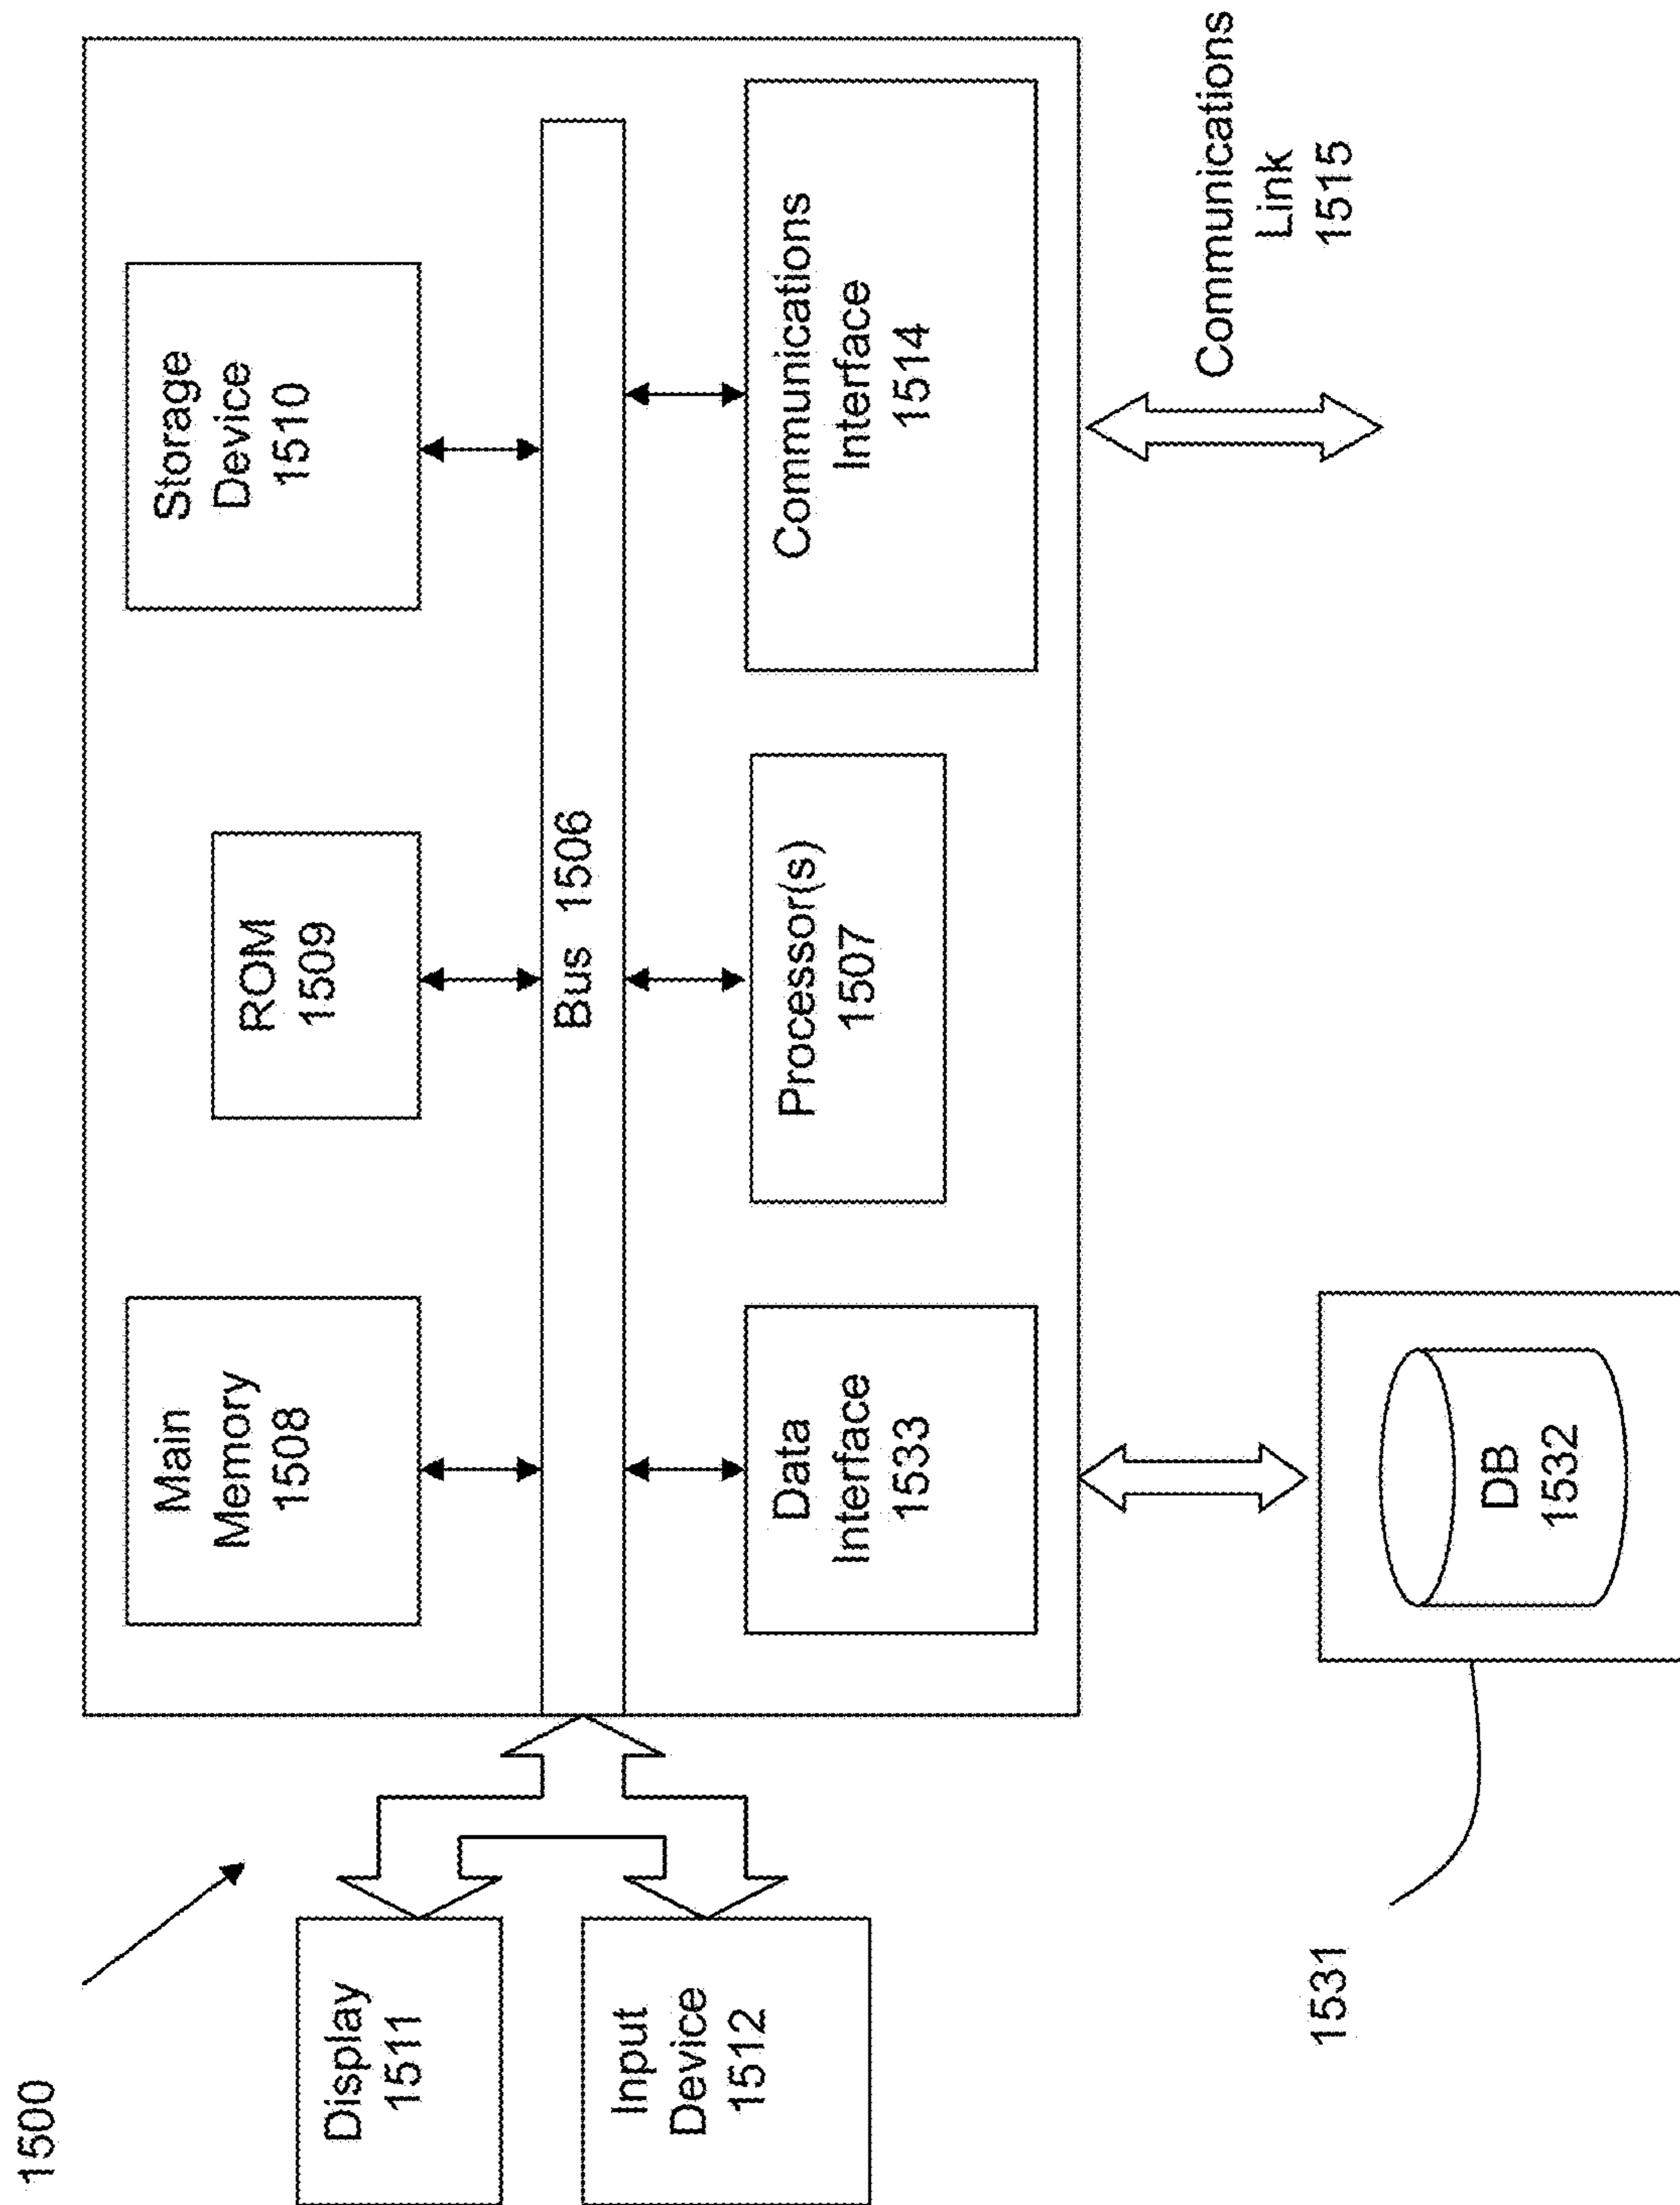 1500
Display
1511
Input
Device
1512
Main
Memory
1508
ROM
1509
Storage
Device
1510
Bus 1506
Data
Interface
1533
Processor(s)
1507
Communications
Interface
1514
Communications
Link
1515
1531
DB
1532